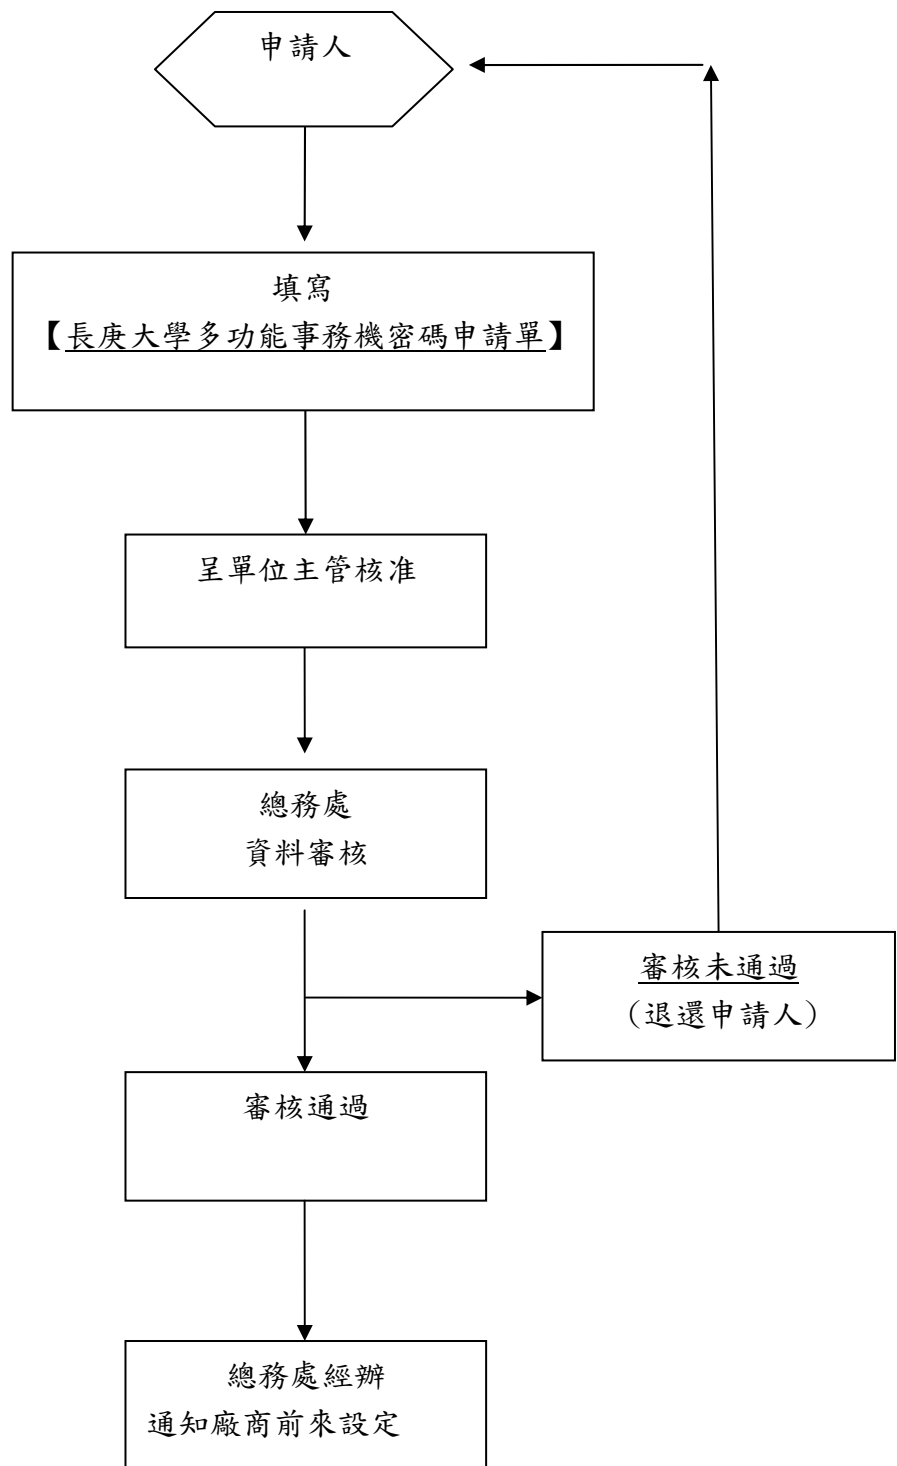 申請人
填寫
【長庚大學多功能事務機密碼申請單】
呈單位主管核准
總務處
資料審核
審核未通過
(退還申請人)
審核通過
總務處經辦
通知廠商前來設定